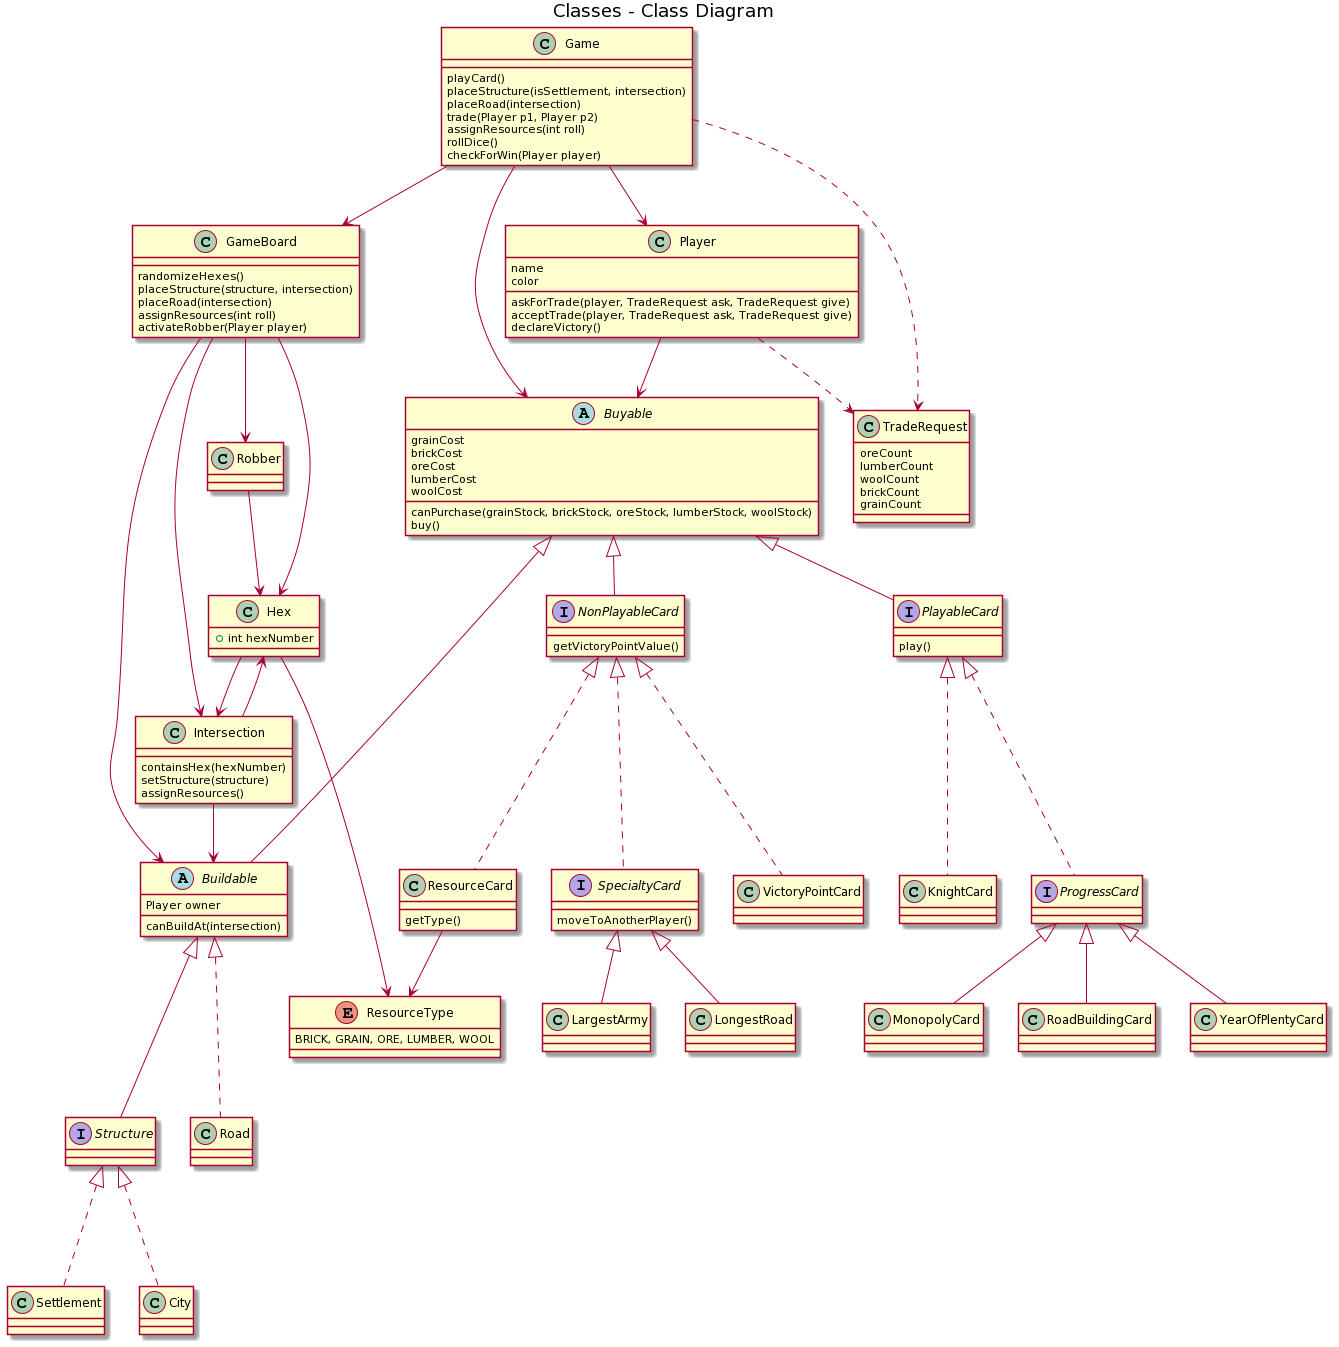 Classes - Class Diagram
C Game
playCard()
placeStructure(isSettlement, intersection)
placeRoad(intersection)
trade(Player p1, Player p2)
assignResources(int roll)
rollDice()
checkForWin(Player player)
C GameBoard
randomizeHexes()
placeStructure(structure, intersection)
placeRoad(intersection)
assignResources(int roll)
activateRobber(Player player)
C Player
name
color
askForTrade(player, TradeRequest ask, TradeRequest give)
acceptTrade(player, TradeRequest ask, TradeRequest give)
declareVictory()
A Buyable
grainCost
brickCost
oreCost
lumberCost
woolCost
canPurchase(grainStock, brickStock, oreStock, lumberStock, woolStock)
buy()
C TradeRequest
oreCount
lumberCount
woolCount
brickCount
grainCount
C Robber
C Hex
int hexNumber
I NonPlayableCard
getVictoryPointValue()
I PlayableCard
play()
C Intersection
containsHex(hexNumber)
setStructure(structure)
assignResources()
A Buildable
Player owner
canBuildAt(intersection)
C ResourceCard
getType()
I SpecialtyCard
moveToAnotherPlayer()
C VictoryPointCard
C KnightCard
I ProgressCard
E ResourceType
BRICK, GRAIN, ORE, LUMBER, WOOL
C LargestArmy
C LongestRoad
C MonopolyCard
C RoadBuildingCard
C YearOfPlentyCard
I Structure
C Road
C Settlement
C City